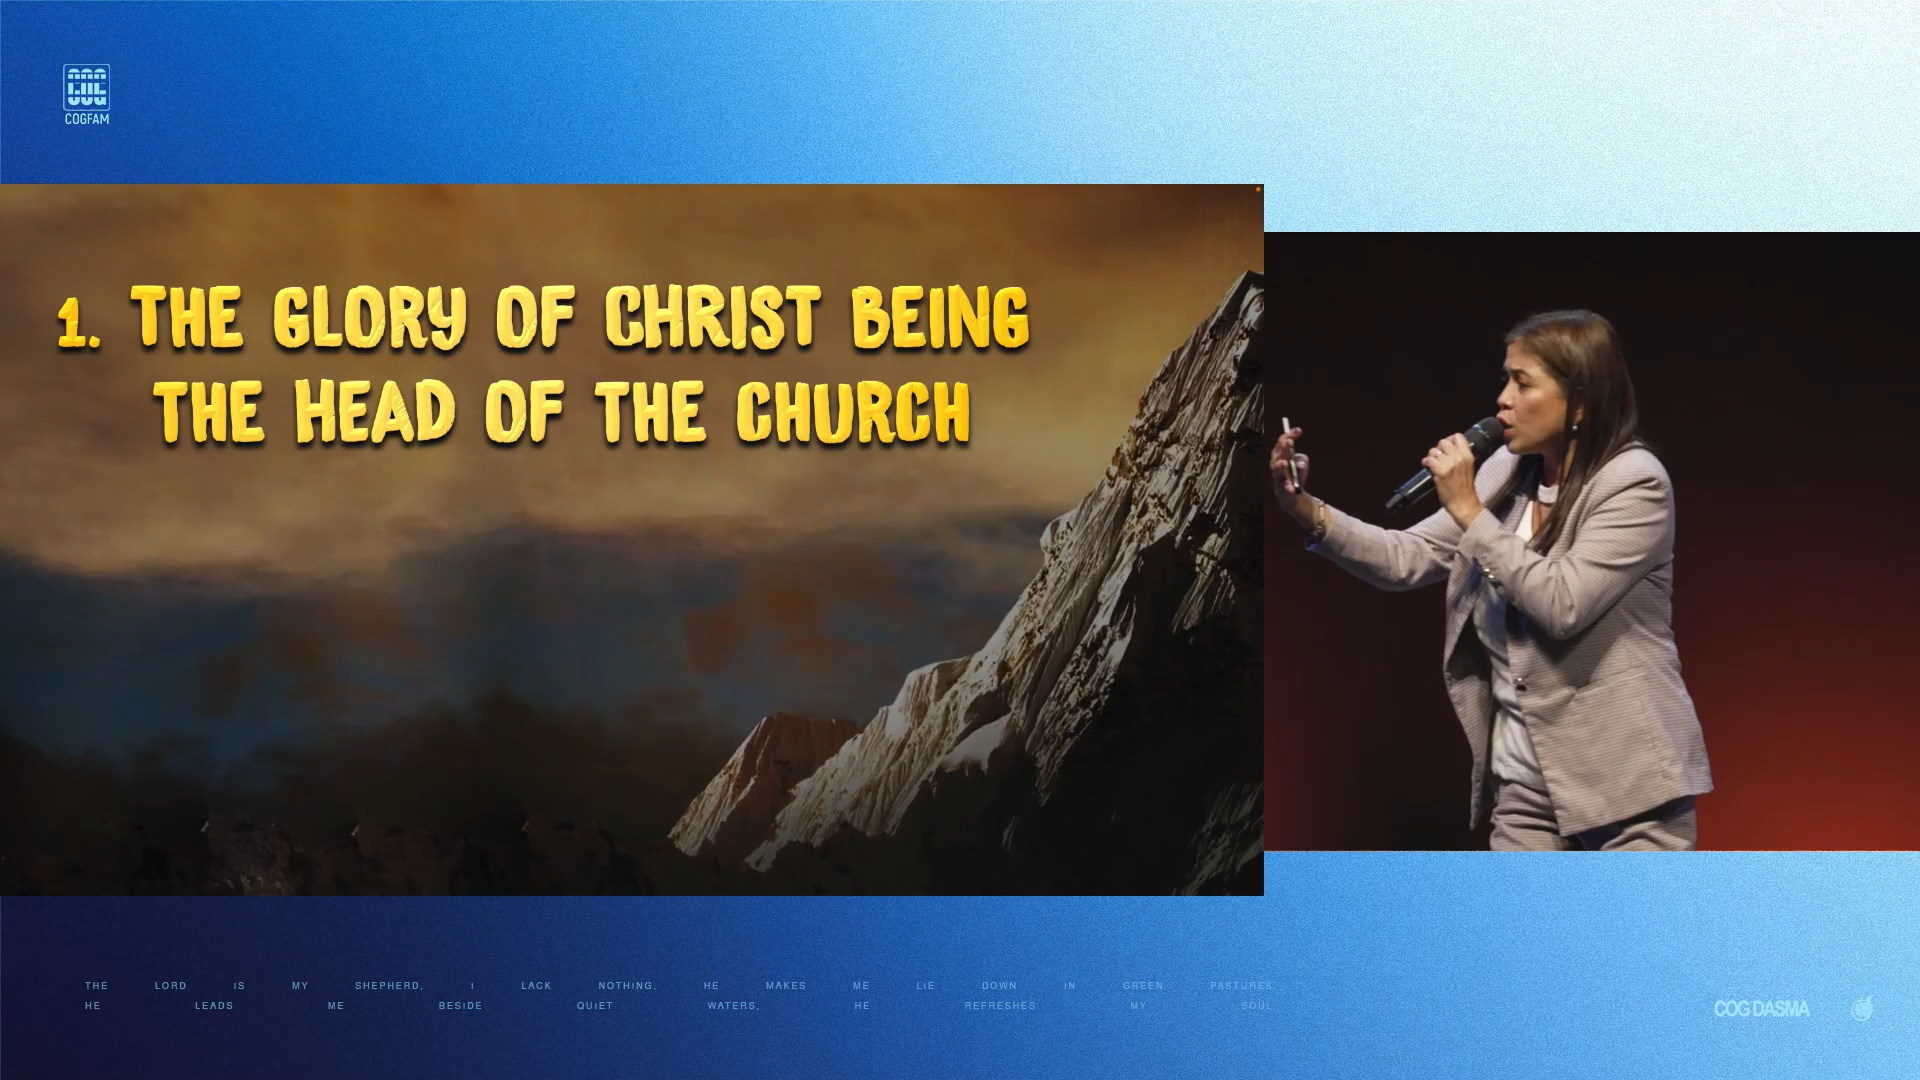 COG
COGFAM
1. THE GLORY OF CHRIST BEING
THE HEAD OF THE CHURCH
THE LORD IS MY SHEPHERD, I LACK NOTHING. HE MAKES ME LIE DOWN IN GREEN PASTURES.
HE LEADS ME BESIDE QUIET WATERS, HE REFRESHES MY SOUL
COG DASMA